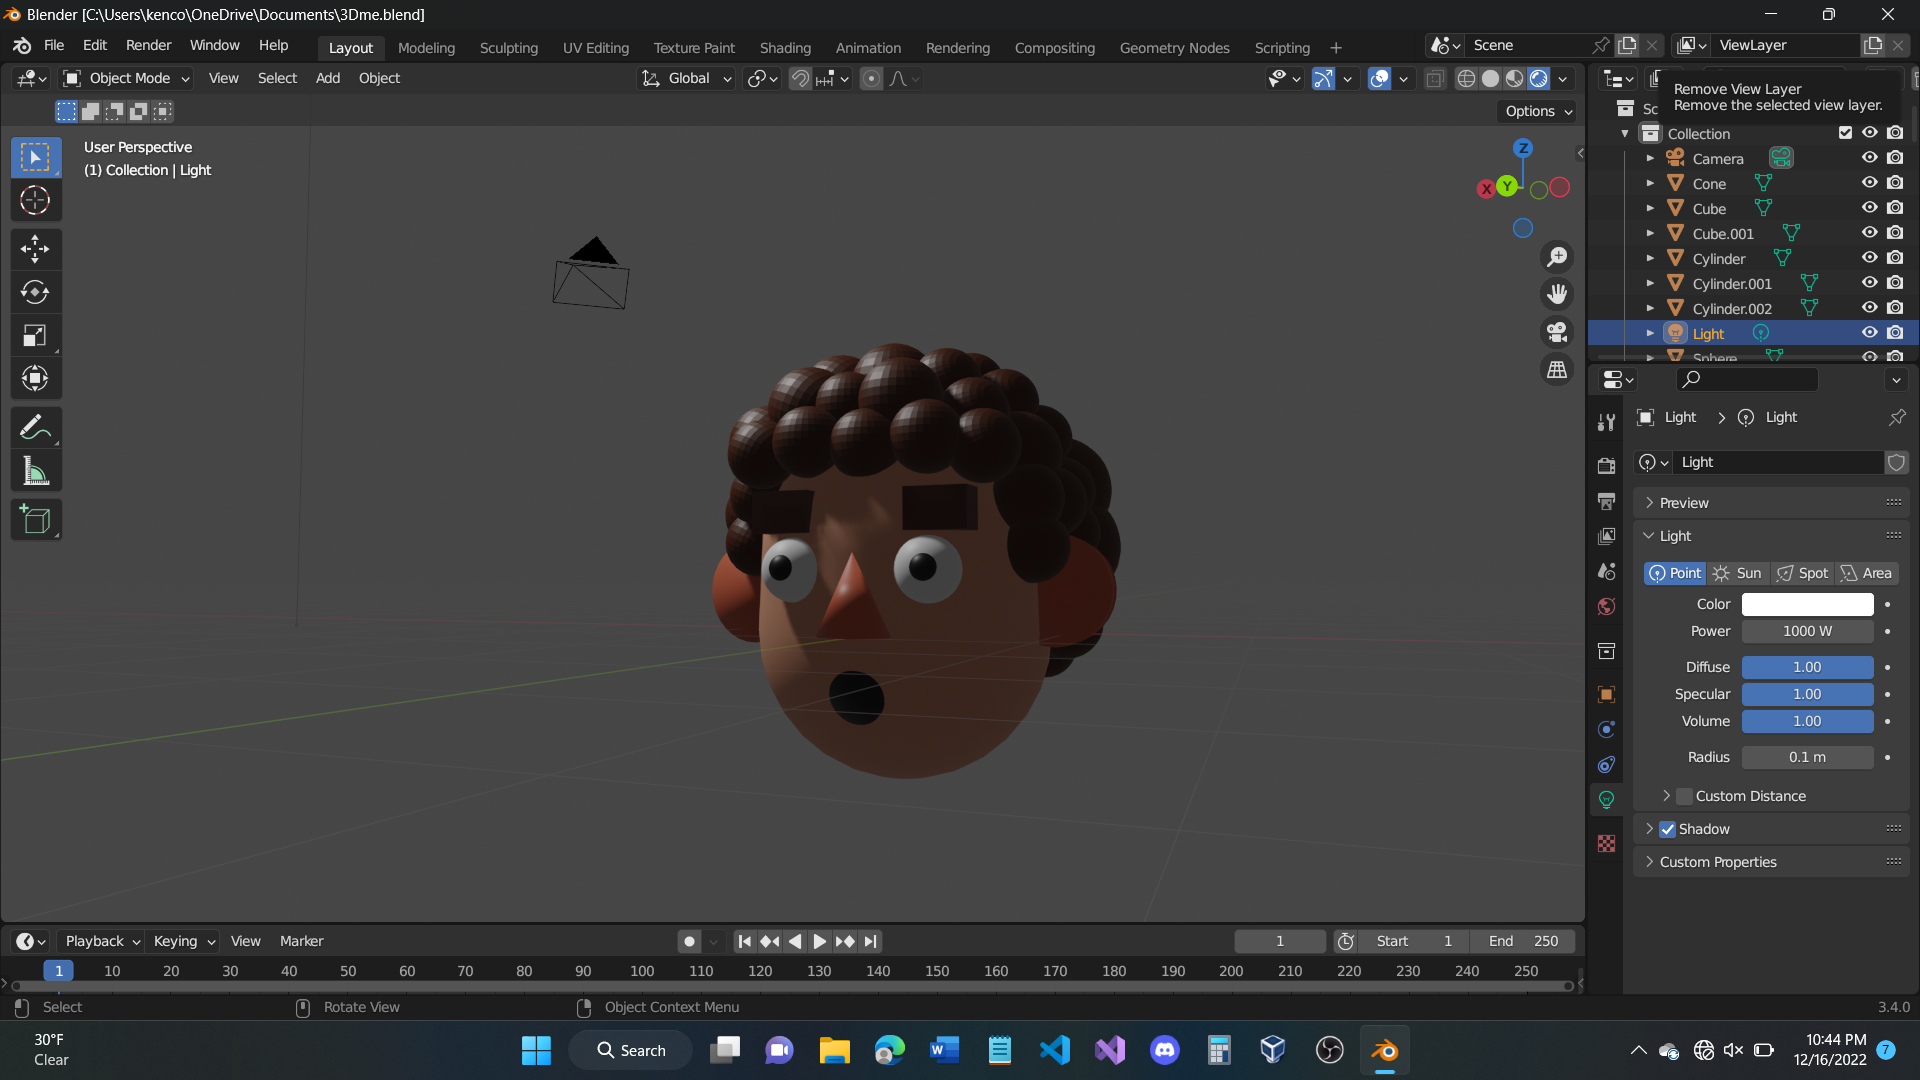 Blender [C:\Users\kenco\OneDrive\Documents\3Dme.blend]
File Edit Render Window Help Layout Modeling Sculpting UV Editing Texture Paint Shading Animation Rendering Compositing Geometry Nodes Scripting + Scene ViewLayer
Object Mode View Select Add Object Global
Options
Remove View Layer
Remove the selected view layer.
User Perspective
(1) Collection | Light
Z
X
Y
Sc
Collection
Camera
Cone
Cube
Cube.001
Cylinder
Cylinder.001
Cylinder.002
Light
Sphere
Light > Light
Light
Preview
Light
Point Sun Spot Area
Color
Power 1000 W
Diffuse 1.00
Specular 1.00
Volume 1.00
Radius 0.1 m
Custom Distance
Shadow
Custom Properties
Playback Keying View Marker 1 Start 1 End 250
1 10 20 30 40 50 60 70 80 90 100 110 120 130 140 150 160 170 180 190 200 210 220 230 240 250
Select Rotate View Object Context Menu 3.4.0
30°F
Clear
Search
W
10:44 PM
12/16/2022
7